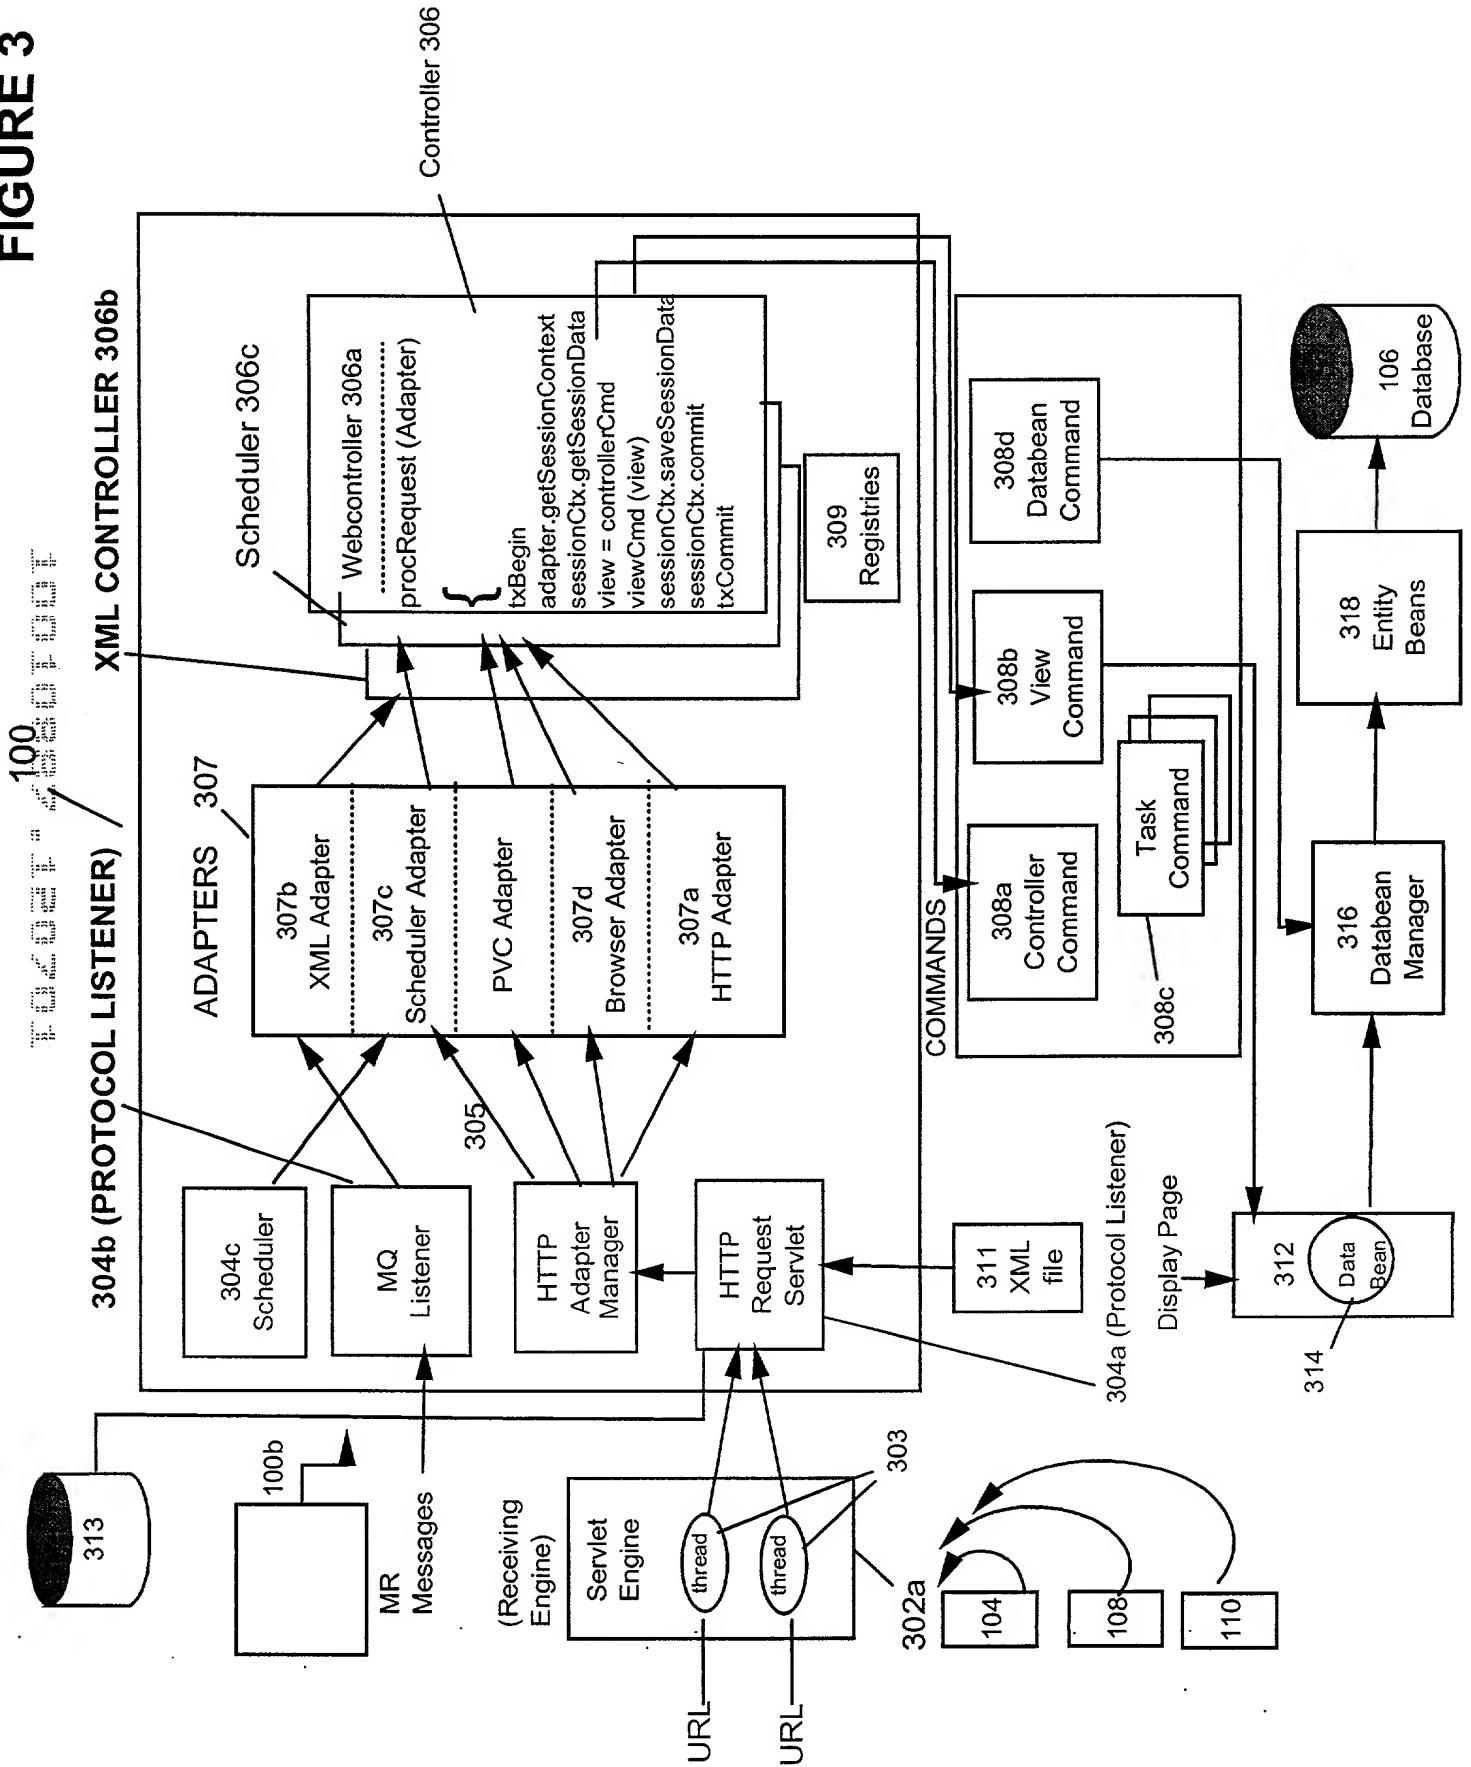 FIGURE 3
100
304b (PROTOCOL LISTENER)
XML CONTROLLER 306b
Controller 306
ADAPTERS
307
Scheduler 306c
313
100b
MR
Messages
304c
Scheduler
MQ
Listener
HTTP
Adapter
Manager
HTTP
Request
Servlet
305
307b
XML Adapter
307c
Scheduler Adapter
PVC Adapter
307d
Browser Adapter
307a
HTTP Adapter
Webcontroller 306a
procRequest (Adapter)
{
txBegin
adapter.getSessionContext
sessionCtx.getSessionData
view = controllerCmd
viewCmd (view)
sessionCtx.saveSessionData
sessionCtx.commit
txCommit
309
Registries
(Receiving
Engine)
Servlet
Engine
thread
thread
303
URL
URL
302a
104
108
110
311
XML
file
304a (Protocol Listener)
Display Page
312
Data
Bean
314
COMMANDS
308a
Controller
Command
308b
View
Command
308d
Databean
Command
Task
Command
308c
316
Databean
Manager
318
Entity
Beans
106
Database